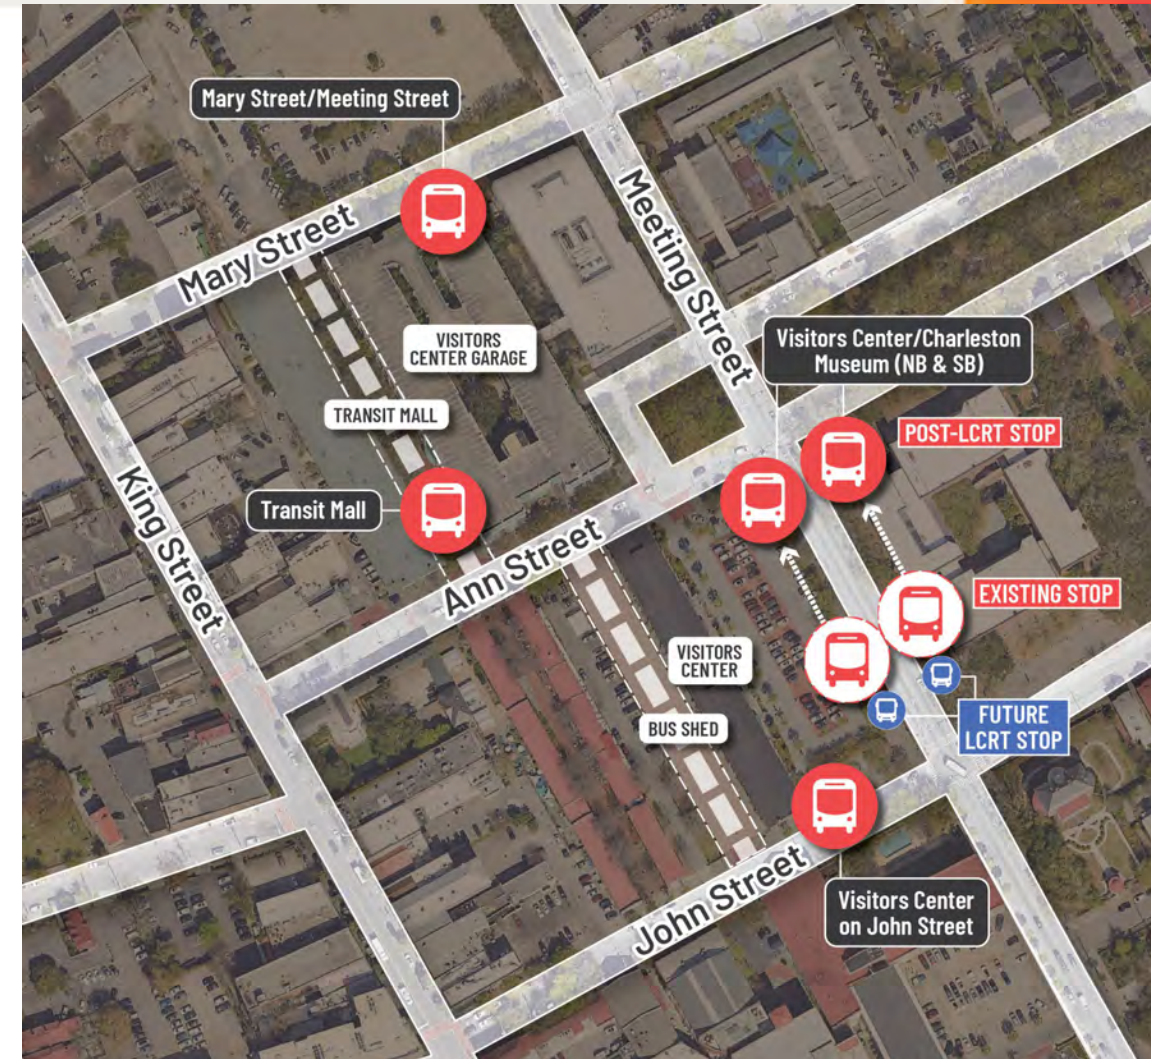 Mary Street/Meeting Street
Mary Street
Meeting Street
VISITORS
CENTER GARAGE
Visitors Center/Charleston
Museum (NB & SB)
TRANSIT MALL
POST-LCRT STOP
King Street
Transit Mall
Ann Street
EXISTING STOP
VISITORS
CENTER
FUTURE
LCRT STOP
BUS SHED
John Street
Visitors Center
on John Street